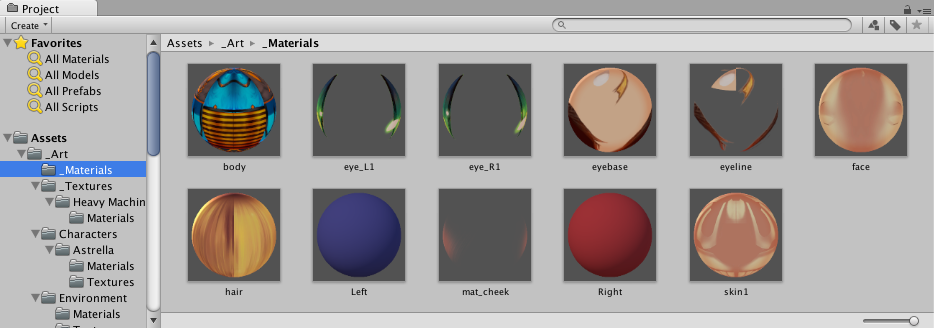 Project
Create
Favorites
All Materials
All Models
All Prefabs
All Scripts
Assets
_Art
_Materials
_Textures
Heavy Machin
Materials
Characters
Astrella
Materials
Textures
Environment
Materials
Assets _Art _Materials
body eye_L1 eye_R1 eyebase eyeline face
hair Left mat_cheek Right skin1